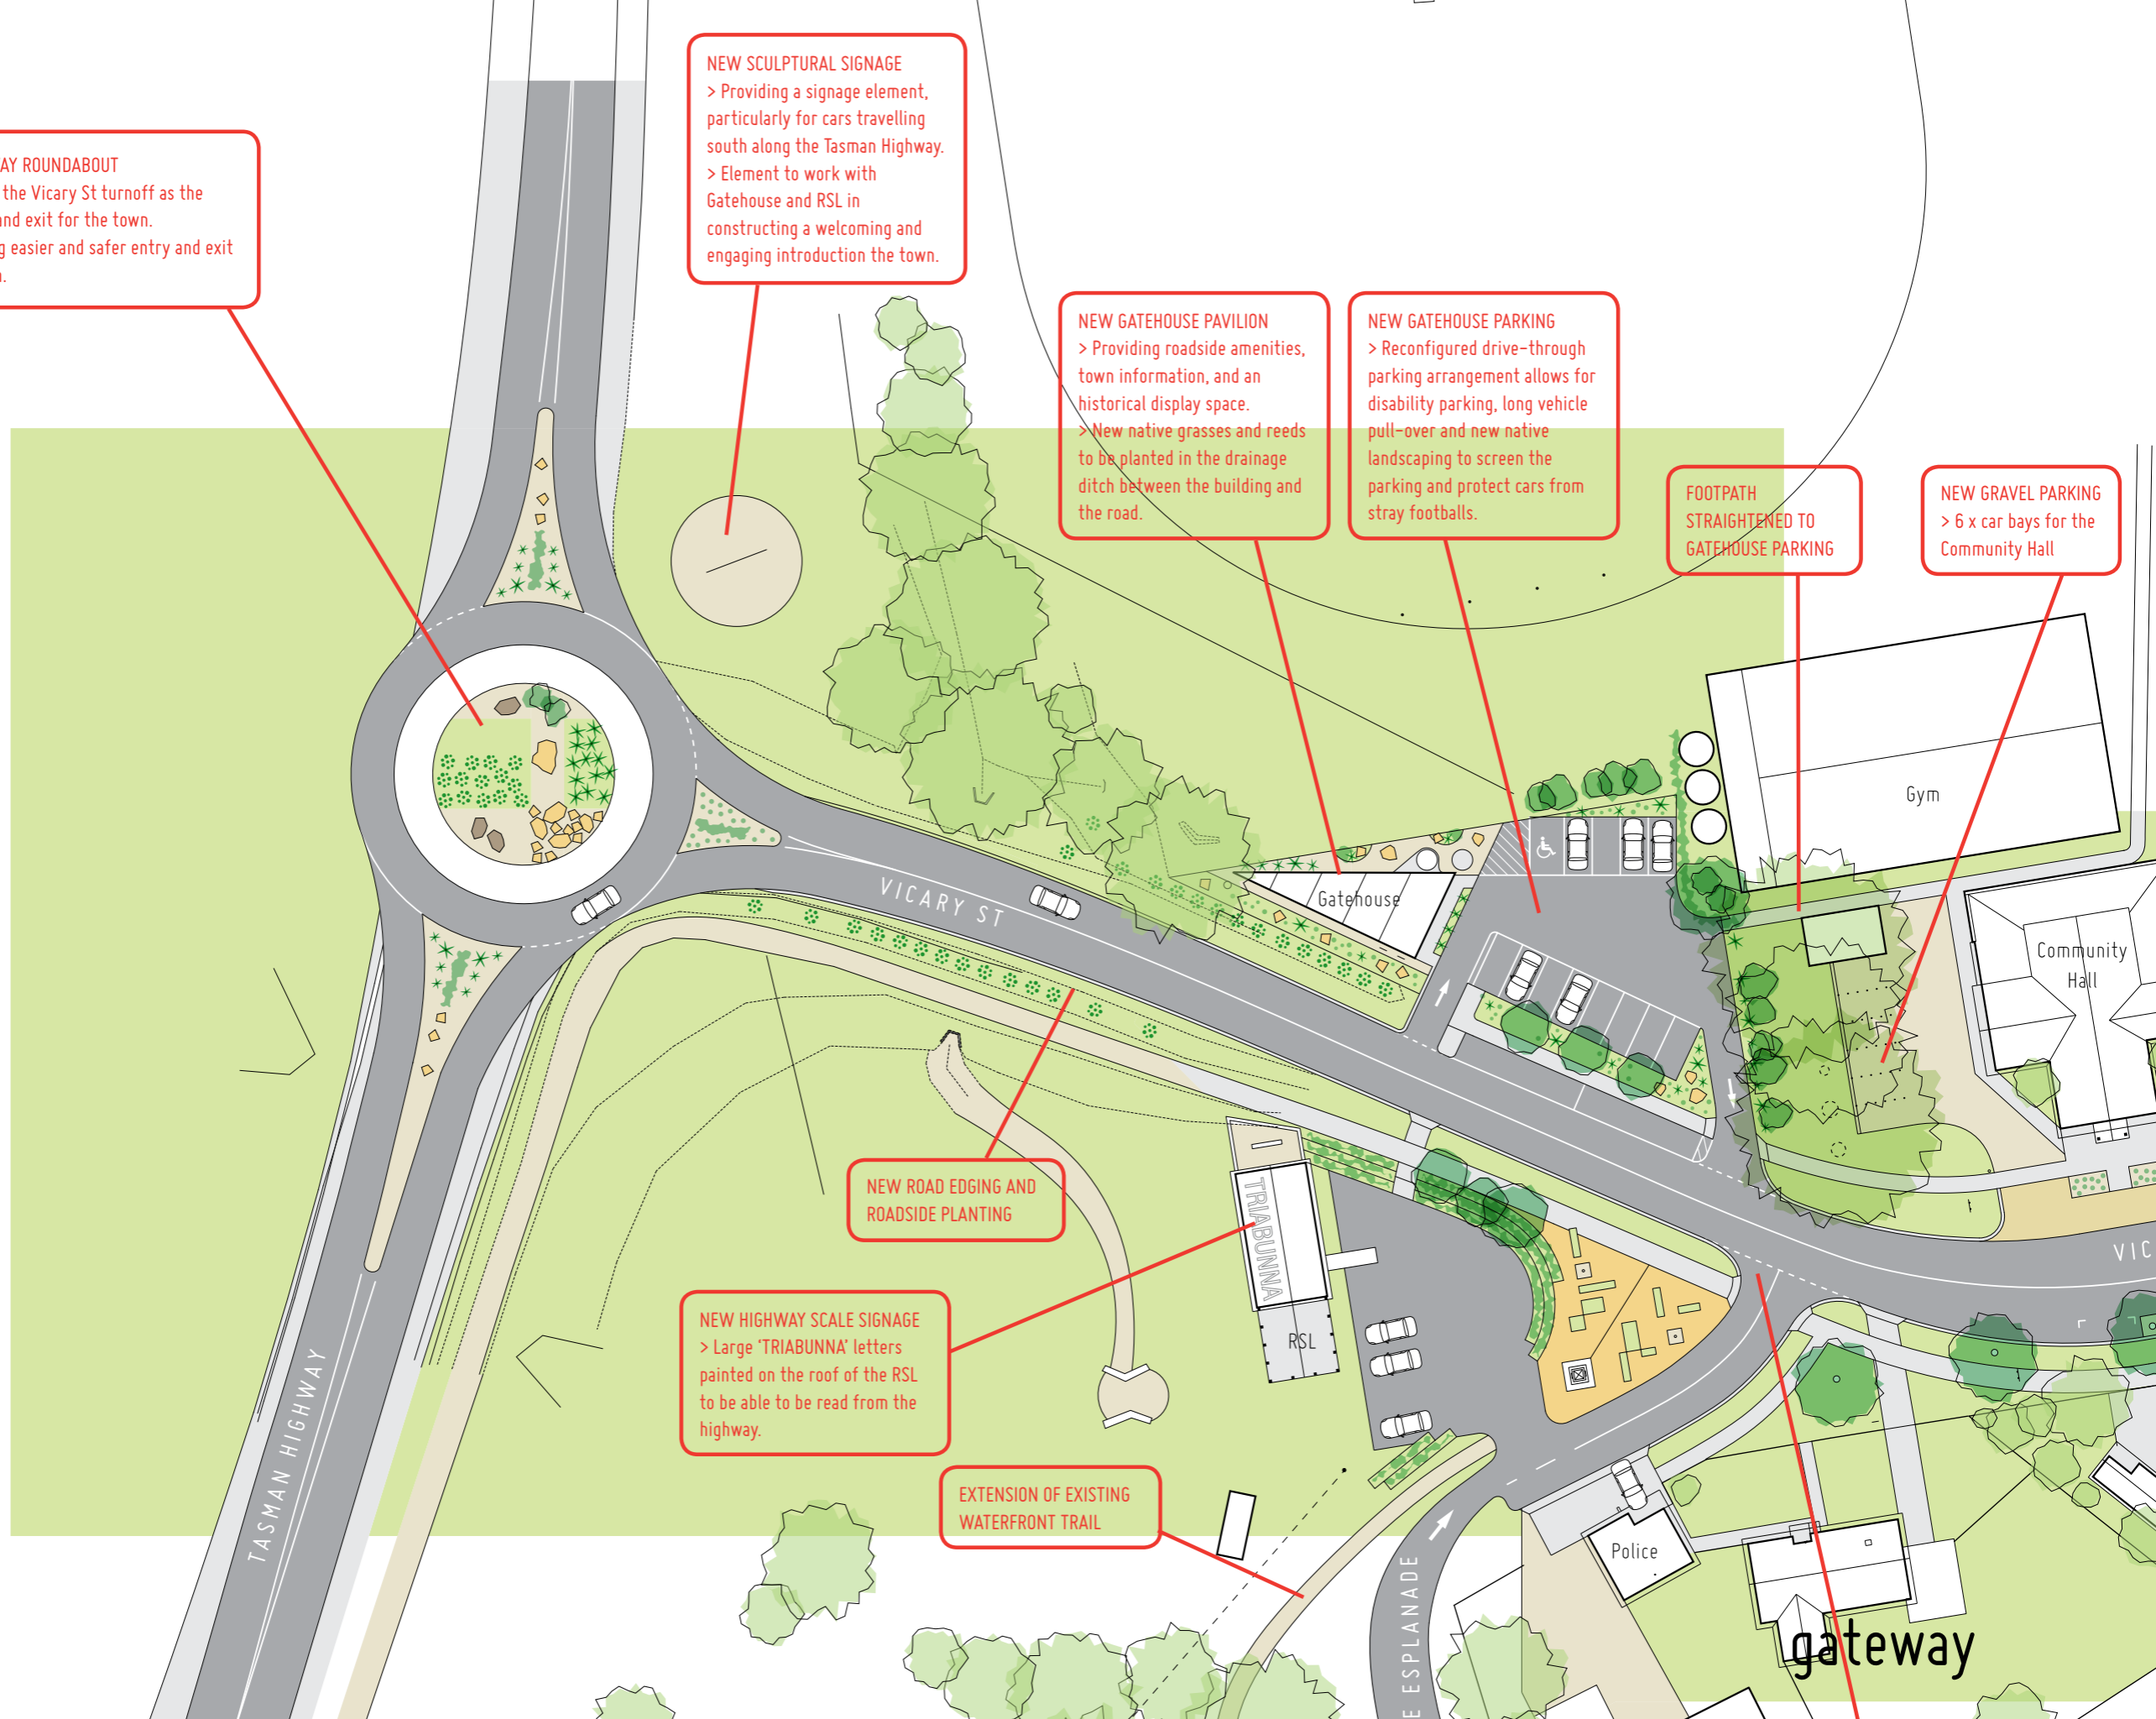 NEW SCULPTURAL SIGNAGE
> Providing a signage element,
particularly for cars travelling
south along the Tasman Highway.
> Element to work with
Gatehouse and RSL in
constructing a welcoming and
engaging introduction the town.
AY ROUNDABOUT
the Vicary St turnoff as the
and exit for the town.
g easier and safer entry and exit
NEW GATEHOUSE PAVILION
> Providing roadside amenities,
town information, and an
historical display space.
> New native grasses and reeds
to be planted in the drainage
ditch between the building and
the road.
NEW GATEHOUSE PARKING
> Reconfigured drive-through
parking arrangement allows for
disability parking, long vehicle
pull-over and new native
landscaping to screen the
parking and protect cars from
stray footballs.
FOOTPATH
STRAIGHTENED TO
GATEHOUSE PARKING
NEW GRAVEL PARKING
> 6 x car bays for the
Community Hall
Gym
VICARY ST
Gatehouse
Community
Hall
NEW ROAD EDGING AND
ROADSIDE PLANTING
TRIABUNNA
VIC
NEW HIGHWAY SCALE SIGNAGE
> Large 'TRIABUNNA' letters
painted on the roof of the RSL
to be able to be read from the
highway.
RSL
TASMAN HIGHWAY
EXTENSION OF EXISTING
WATERFRONT TRAIL
Police
E ESPLANADE
gateway